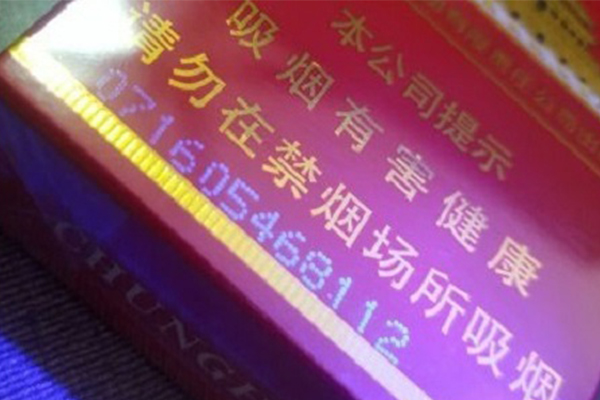 本公司提示
吸烟有害健康
请勿在禁烟场所吸烟
071605468112
CHUNG